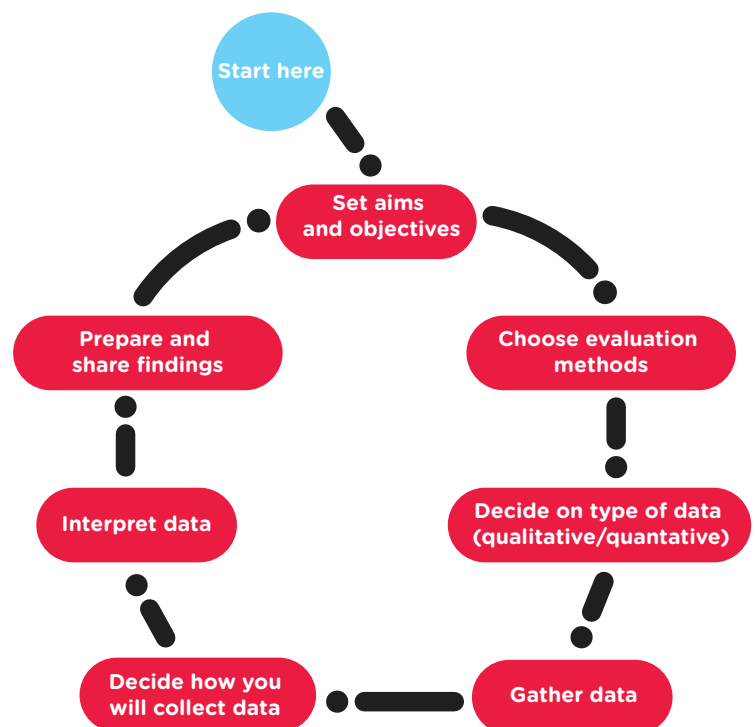 Start here
Set aims
and objectives
Choose evaluation
methods
Decide on type of data
(qualitative/quantative)
Gather data
Decide how you
will collect data
Interpret data
Prepare and
share findings